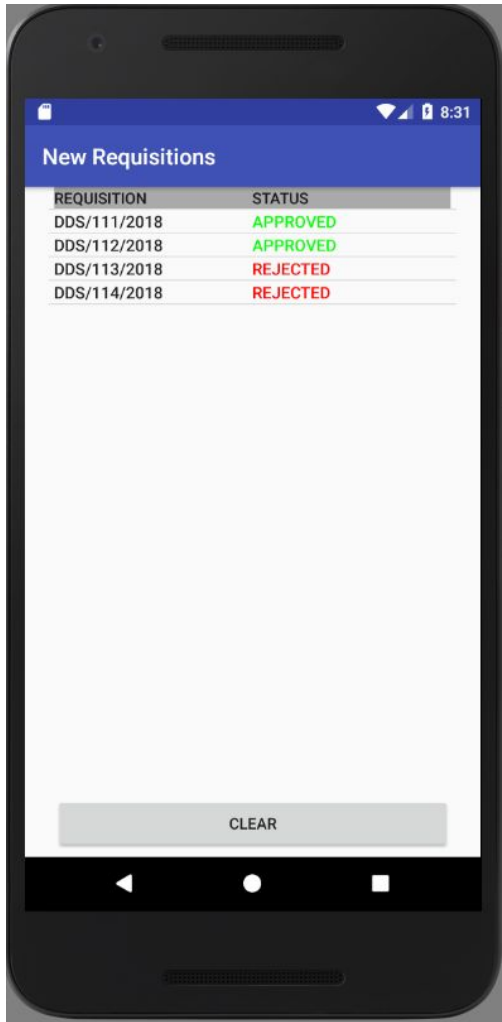 8:31
New Requisitions
REQUISITION STATUS
DDS/111/2018 APPROVED
DDS/112/2018 APPROVED
DDS/113/2018 REJECTED
DDS/114/2018 REJECTED
CLEAR